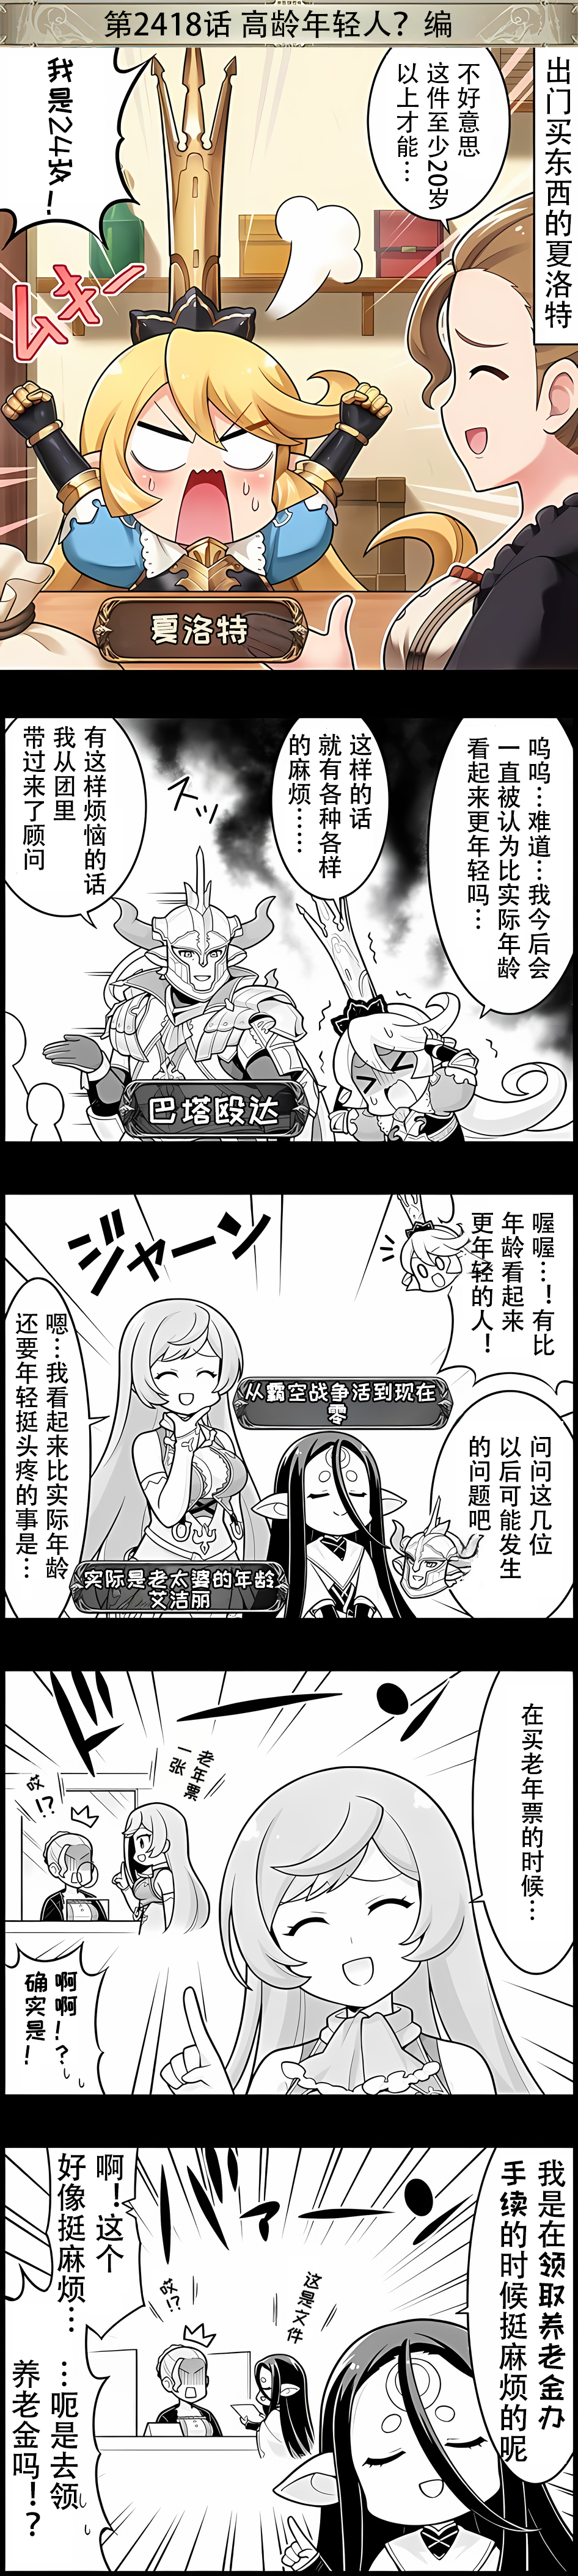 第2418话 高龄年轻人？编
出门买东西的夏洛特
不好意思
这件至少20岁
以上才能…
我是24岁！
ムキー
夏洛特
呜呜…难道…我今后会
一直被认为比实际年龄
看起来更年轻吗…
这样的话
就有各种各样
的麻烦……
有这样烦恼的话
我从团里
带过来了顾问
スッ
巴塔殴达
喔喔…！有比
年龄看起来
更年轻的人！
ジャーン
问问这几位
以后可能发生
的问题吧
从霸空战争活到现在
零
嗯…我看起来比实际年龄
还要年轻挺头疼的事是…
实际是老太婆的年龄
艾洁丽
在买老年票的时候…
ドーン
老年票
一张
哎
!?
啊啊！？
确实是！
我是在领取养老金办
手续的时候挺麻烦的呢
ドーン
这是文件
哎!?
啊！这个
好像挺麻烦…
…呃是去领
养老金吗！？